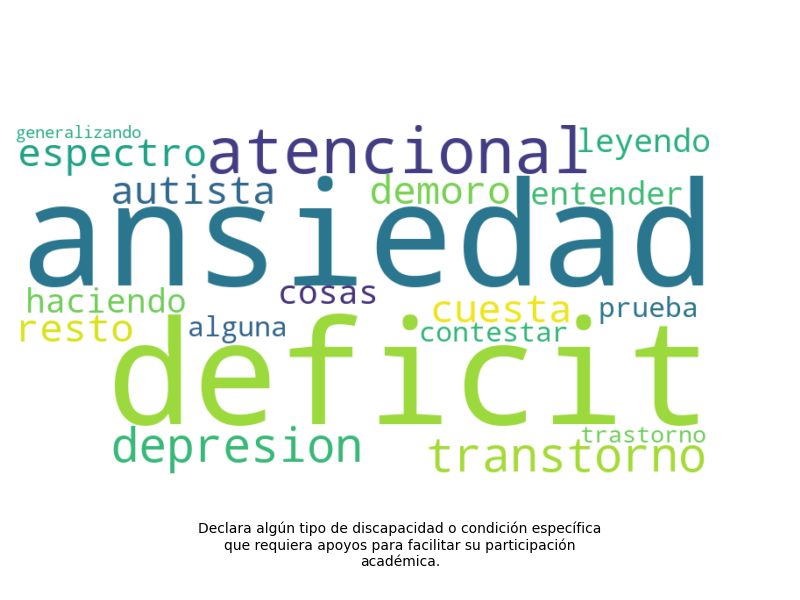 generalizando
espectro atencional leyendo
autista demoro entender
ansiedad
haciendo cosas cuesta prueba
resto alguna contestar
deficit
depresion transtorno trastorno
Declara algún tipo de discapacidad o condición específica
que requiera apoyos para facilitar su participación
académica.